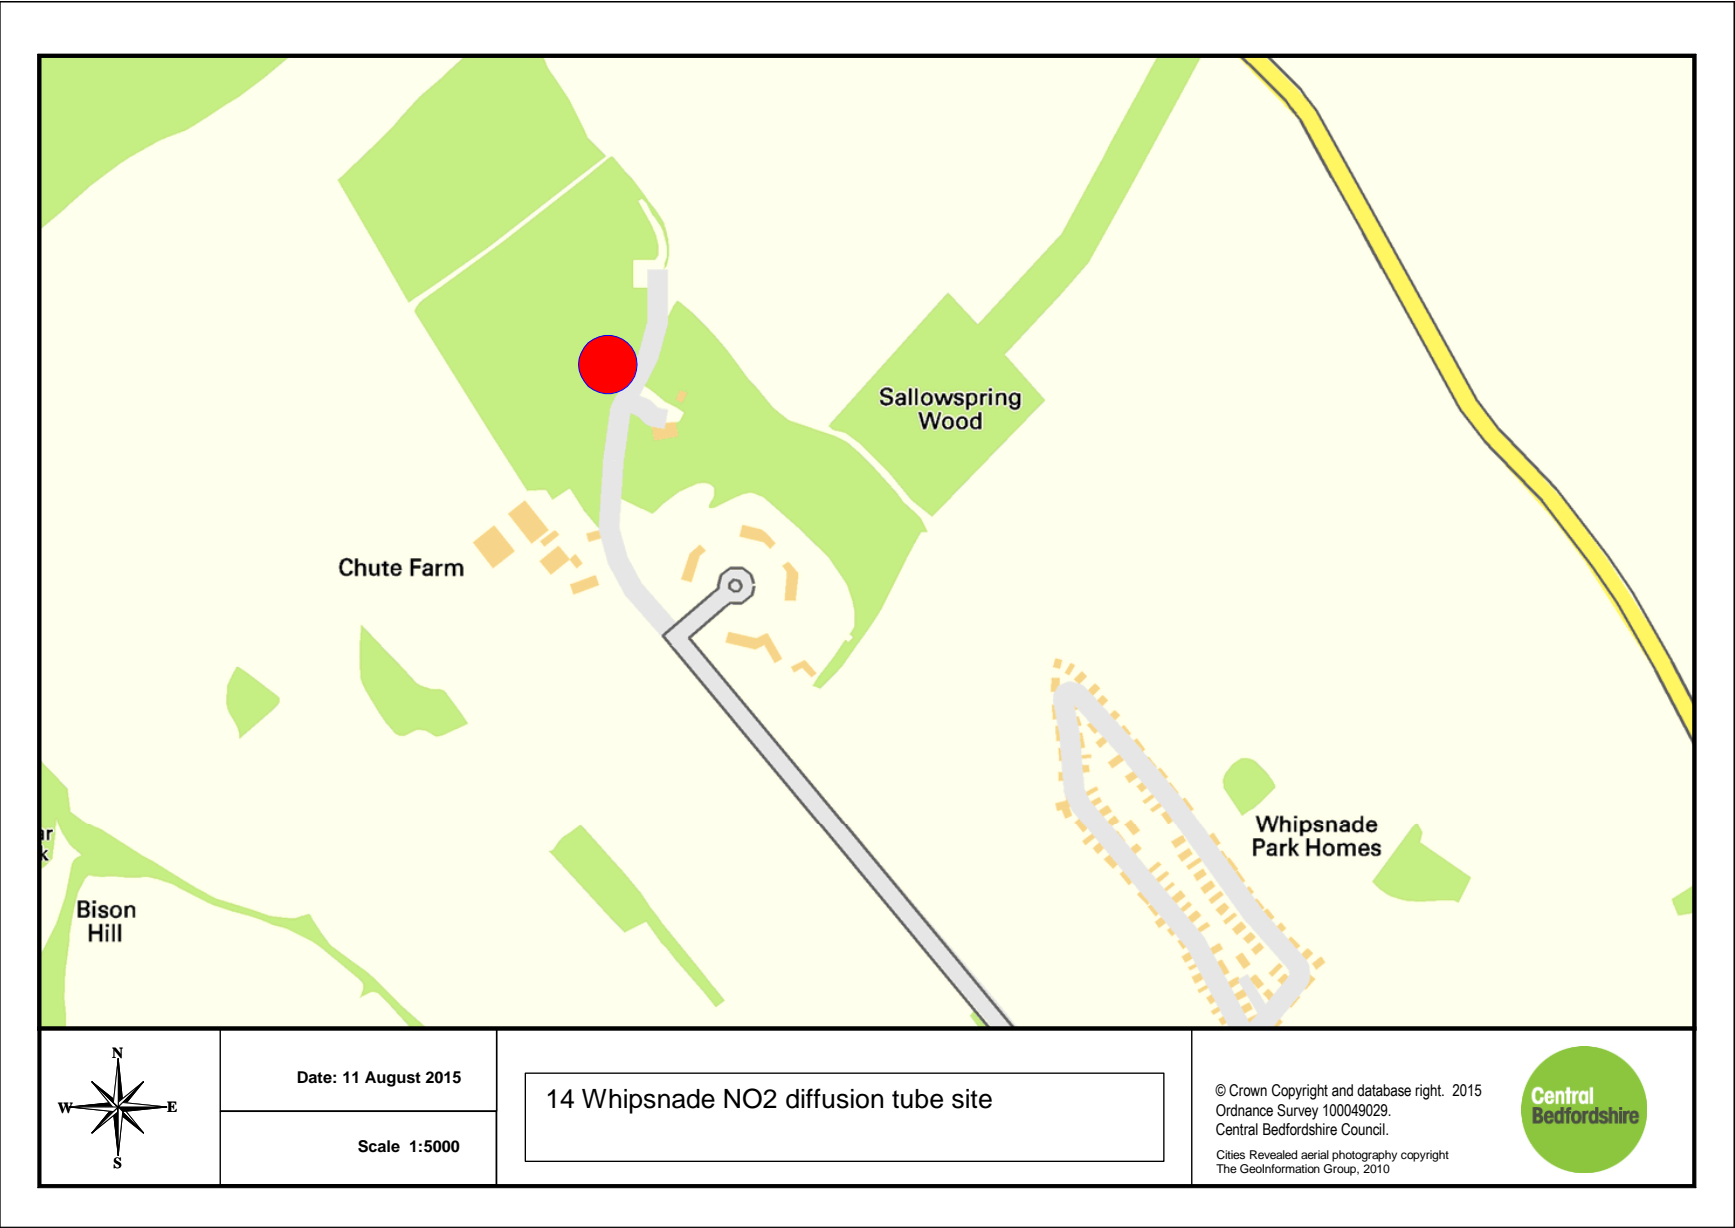 Sallowspring
Wood
Chute Farm
Whipsnade
Park Homes
ar
k
Bison
Hill
N
W
E
S
Date: 11 August 2015
Scale 1:5000
14 Whipsnade NO2 diffusion tube site
© Crown Copyright and database right. 2015
Ordnance Survey 100049029.
Central Bedfordshire Council.
Cities Revealed aerial photography copyright
The GeoInformation Group, 2010
Central
Bedfordshire